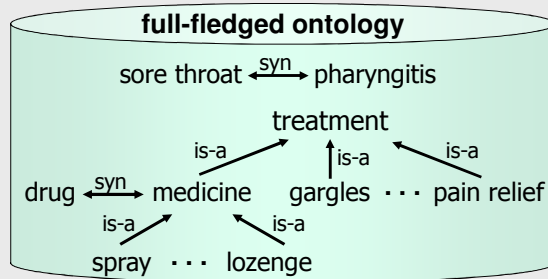 full-fledged ontology
sore throat syn pharyngitis
treatment
is-a is-a is-a
drug syn medicine gargles · · · pain relief
is-a is-a
spray · · · lozenge